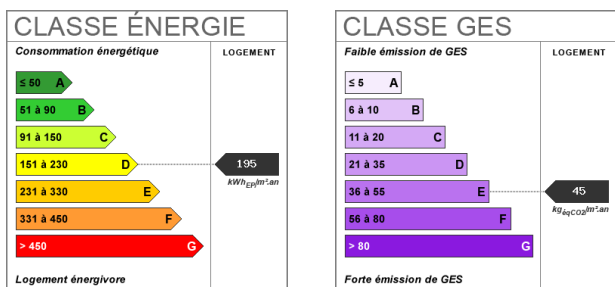 CLASSE ÉNERGIE
Consommation énergétique
LOGEMENT
≤ 50 A
51 à 90 B
91 à 150 C
151 à 230 D
195
kWhEP/m².an
231 à 330 E
331 à 450 F
> 450 G
Logement énergivore
CLASSE GES
Faible émission de GES
LOGEMENT
≤ 5 A
6 à 10 B
11 à 20 C
21 à 35 D
36 à 55 E
45
kgéqCO2/m².an
56 à 80 F
> 80 G
Forte émission de GES